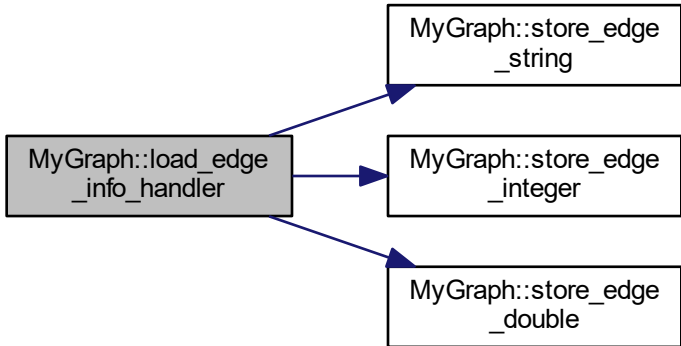 MyGraph::store_edge
_string
MyGraph::load_edge
_info_handler
MyGraph::store_edge
_integer
MyGraph::store_edge
_double